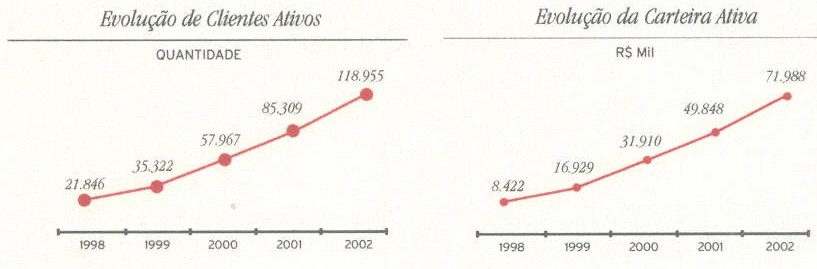 Evolução de Clientes Ativos
QUANTIDADE
118.955
85.309
57.967
35.322
21.846
1998 1999 2000 2001 2002
Evolução da Carteira Ativa
R$ Mil
71.988
49.848
31.910
16.929
8.422
1998 1999 2000 2001 2002